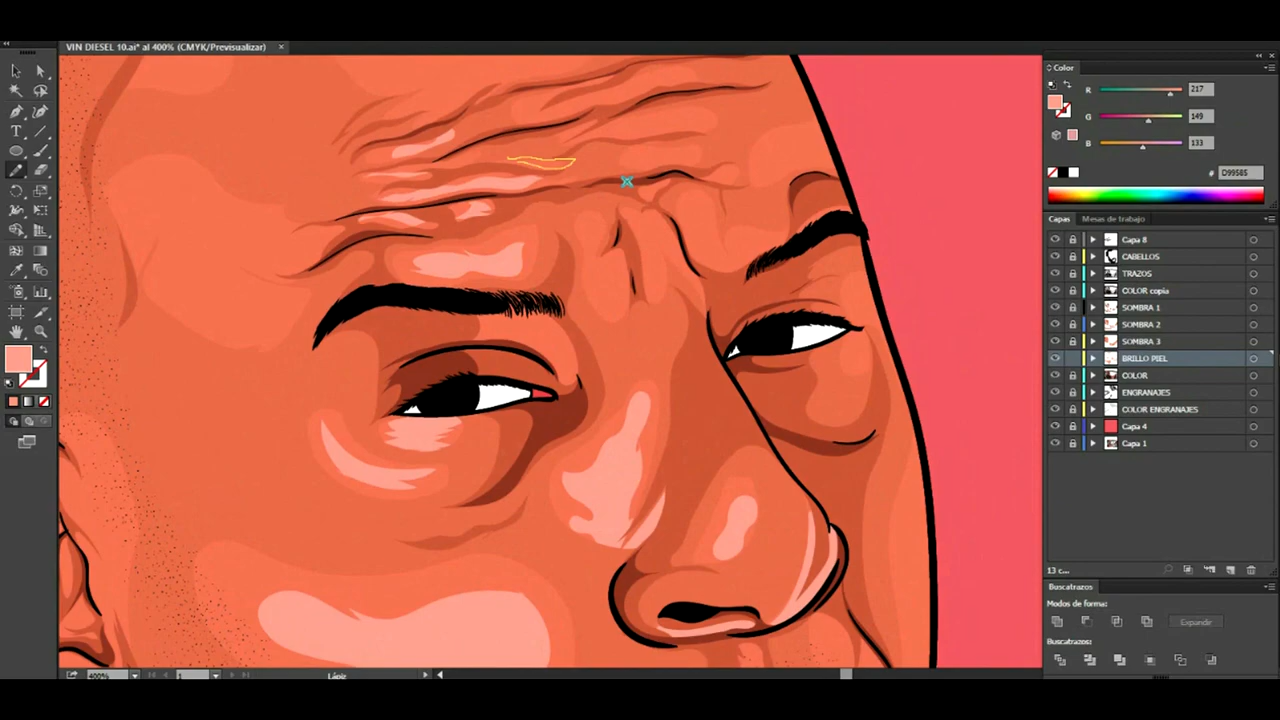 VIN DIESEL 10.ai* al 400% (CMYK/Previsualizar) ×
Color
R 217
G 149
B 133
# D99585
Capas Mesas de trabajo
Capa 8
CABELLOS
TRAZOS
COLOR copia
SOMBRA 1
SOMBRA 2
SOMBRA 3
BRILLO PIEL
COLOR
ENGRANAJES
COLOR ENGRANAJES
Capa 4
Capa 1
13 c...
Buscatrazos
Modos de forma:
Expandir
Buscatrazos:
400% 1 Lápiz